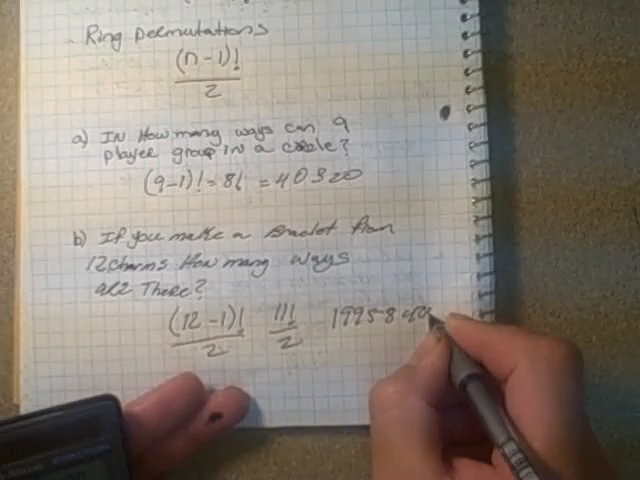 Ring Permutations
(n-1)!
2
a) In How many ways can 9
player group in a circle?
(9-1)! = 8! = 40320
b) If you make a Bracelet from
12 charms How many ways
are There?
(12-1)! 11! 1995840
2 2